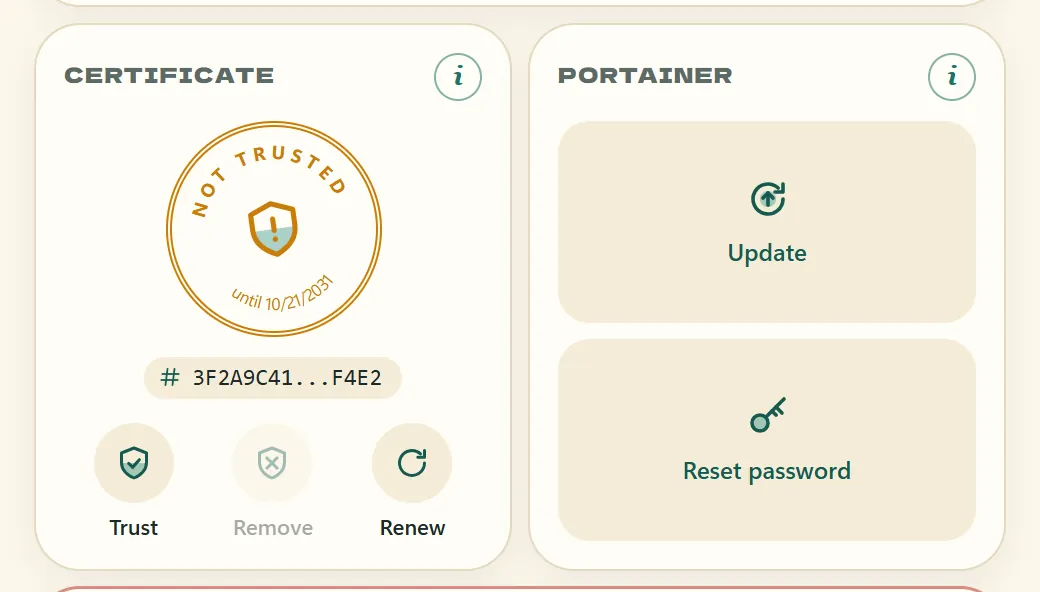 CERTIFICATE
i
NOT TRUSTED
until 10/21/2031
# 3F2A9C41...F4E2
Trust
Remove
Renew
PORTAINER
i
Update
Reset password